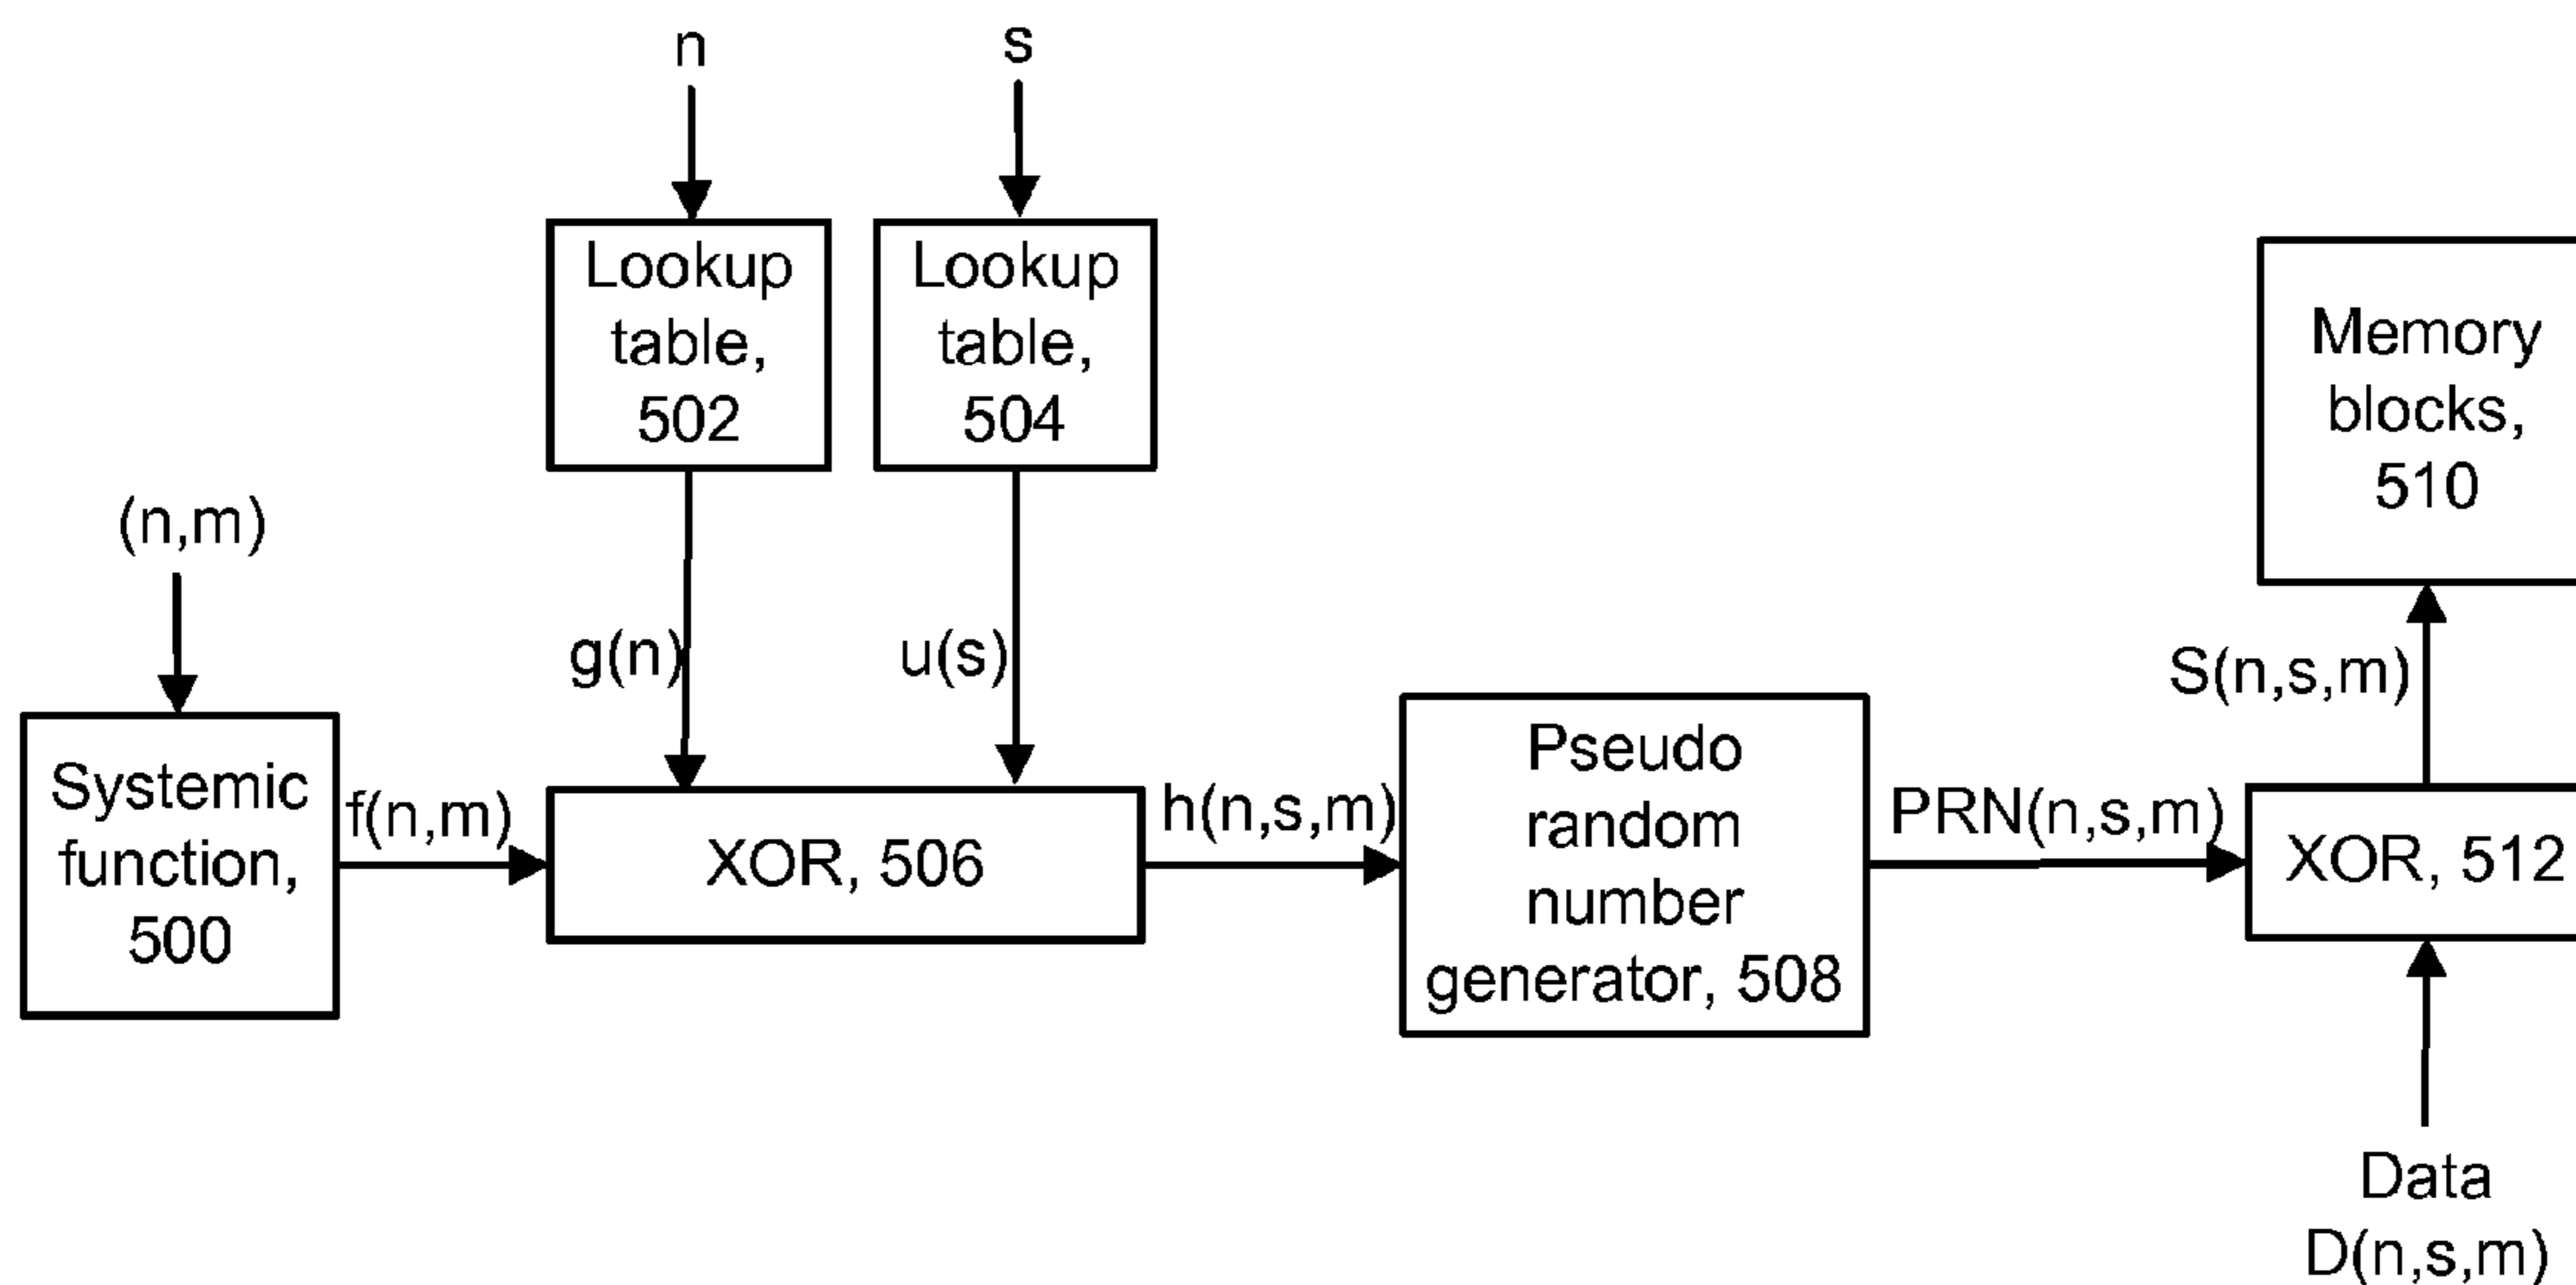 n
s
Lookup
table,
502
Lookup
table,
504
Memory
blocks,
510
(n,m)
g(n)
u(s)
S(n,s,m)
Systemic
function,
500
f(n,m)
XOR, 506
h(n,s,m)
Pseudo
random
number
generator, 508
PRN(n,s,m)
XOR, 512
Data
D(n,s,m)